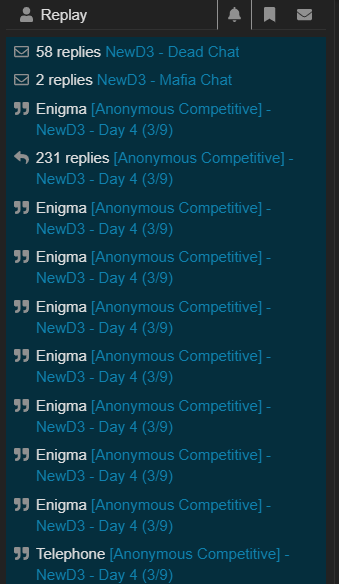 Replay
58 replies NewD3 - Dead Chat
2 replies NewD3 - Mafia Chat
Enigma [Anonymous Competitive] -
NewD3 - Day 4 (3/9)
231 replies [Anonymous Competitive] -
NewD3 - Day 4 (3/9)
Enigma [Anonymous Competitive] -
NewD3 - Day 4 (3/9)
Enigma [Anonymous Competitive] -
NewD3 - Day 4 (3/9)
Enigma [Anonymous Competitive] -
NewD3 - Day 4 (3/9)
Enigma [Anonymous Competitive] -
NewD3 - Day 4 (3/9)
Enigma [Anonymous Competitive] -
NewD3 - Day 4 (3/9)
Enigma [Anonymous Competitive] -
NewD3 - Day 4 (3/9)
Enigma [Anonymous Competitive] -
NewD3 - Day 4 (3/9)
Telephone [Anonymous Competitive] -
NewD3 - Day 4 (3/9)